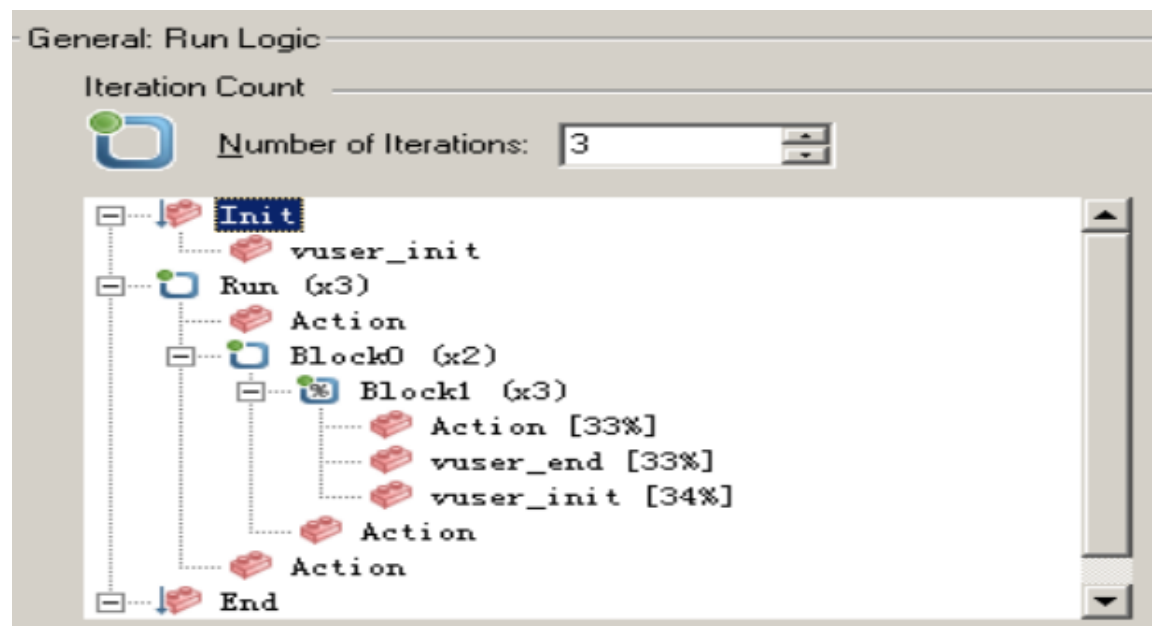 General: Run Logic
Iteration Count
Number of Iterations: 3
Init
vuser_init
Run (x3)
Action
Block0 (x2)
Block1 (x3)
Action [33%]
vuser_end [33%]
vuser_init [34%]
Action
Action
End